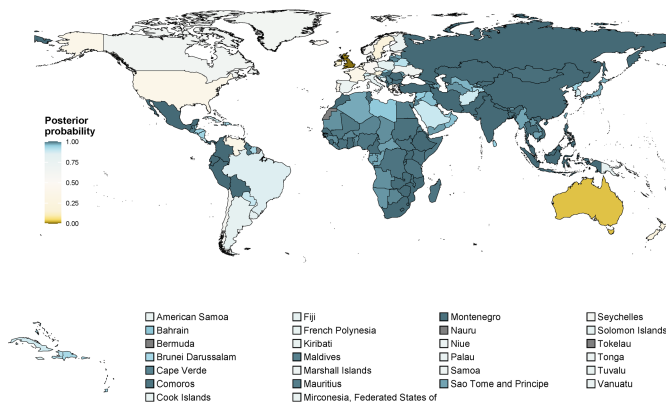 Posterior
probability
1.00
0.75
0.50
0.25
0.00
American Samoa
Bahrain
Bermuda
Brunei Darussalam
Cape Verde
Comoros
Cook Islands
Fiji
French Polynesia
Kiribati
Maldives
Marshall Islands
Mauritius
Mirconesia, Federated States of
Montenegro
Nauru
Niue
Palau
Samoa
Sao Tome and Principe
Seychelles
Solomon Islands
Tokelau
Tonga
Tuvalu
Vanuatu